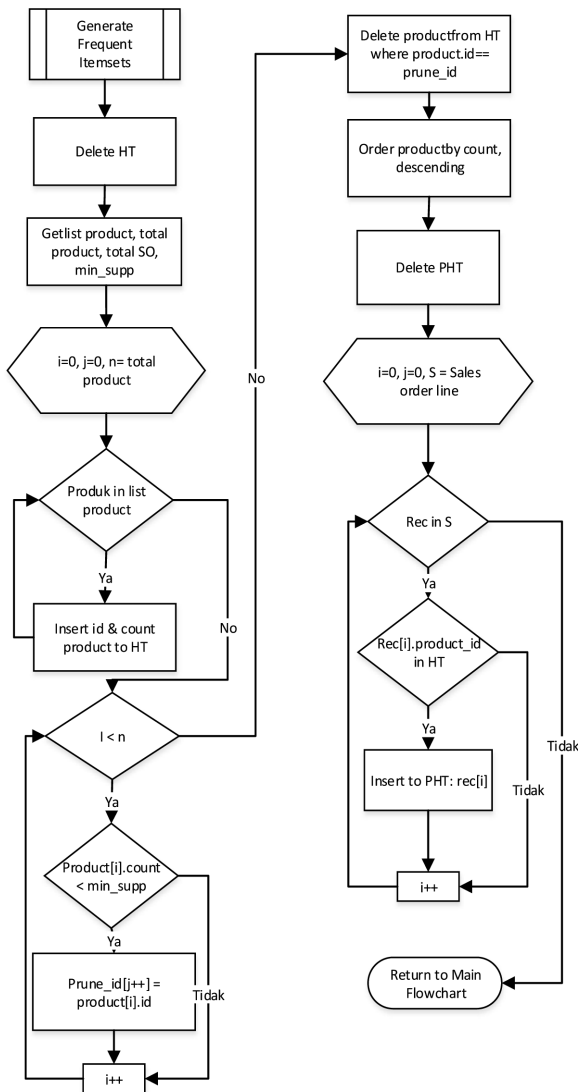 Generate
Frequent
Itemsets
Delete HT
Getlist product, total
product, total SO,
min_supp
i=0, j=0, n= total
product
Produk in list
product
Ya
Insert id & count
product to HT
No
I < n
Ya
Product[i].count
< min_supp
Ya
Prune_id[j++] =
product[i].id
Tidak
i++
No
Delete productfrom HT
where product.id==
prune_id
Order productby count,
descending
Delete PHT
i=0, j=0, S = Sales
order line
Rec in S
Ya
Rec[i].product_id
in HT
Ya
Insert to PHT: rec[i]
Tidak
i++
Tidak
Return to Main
Flowchart